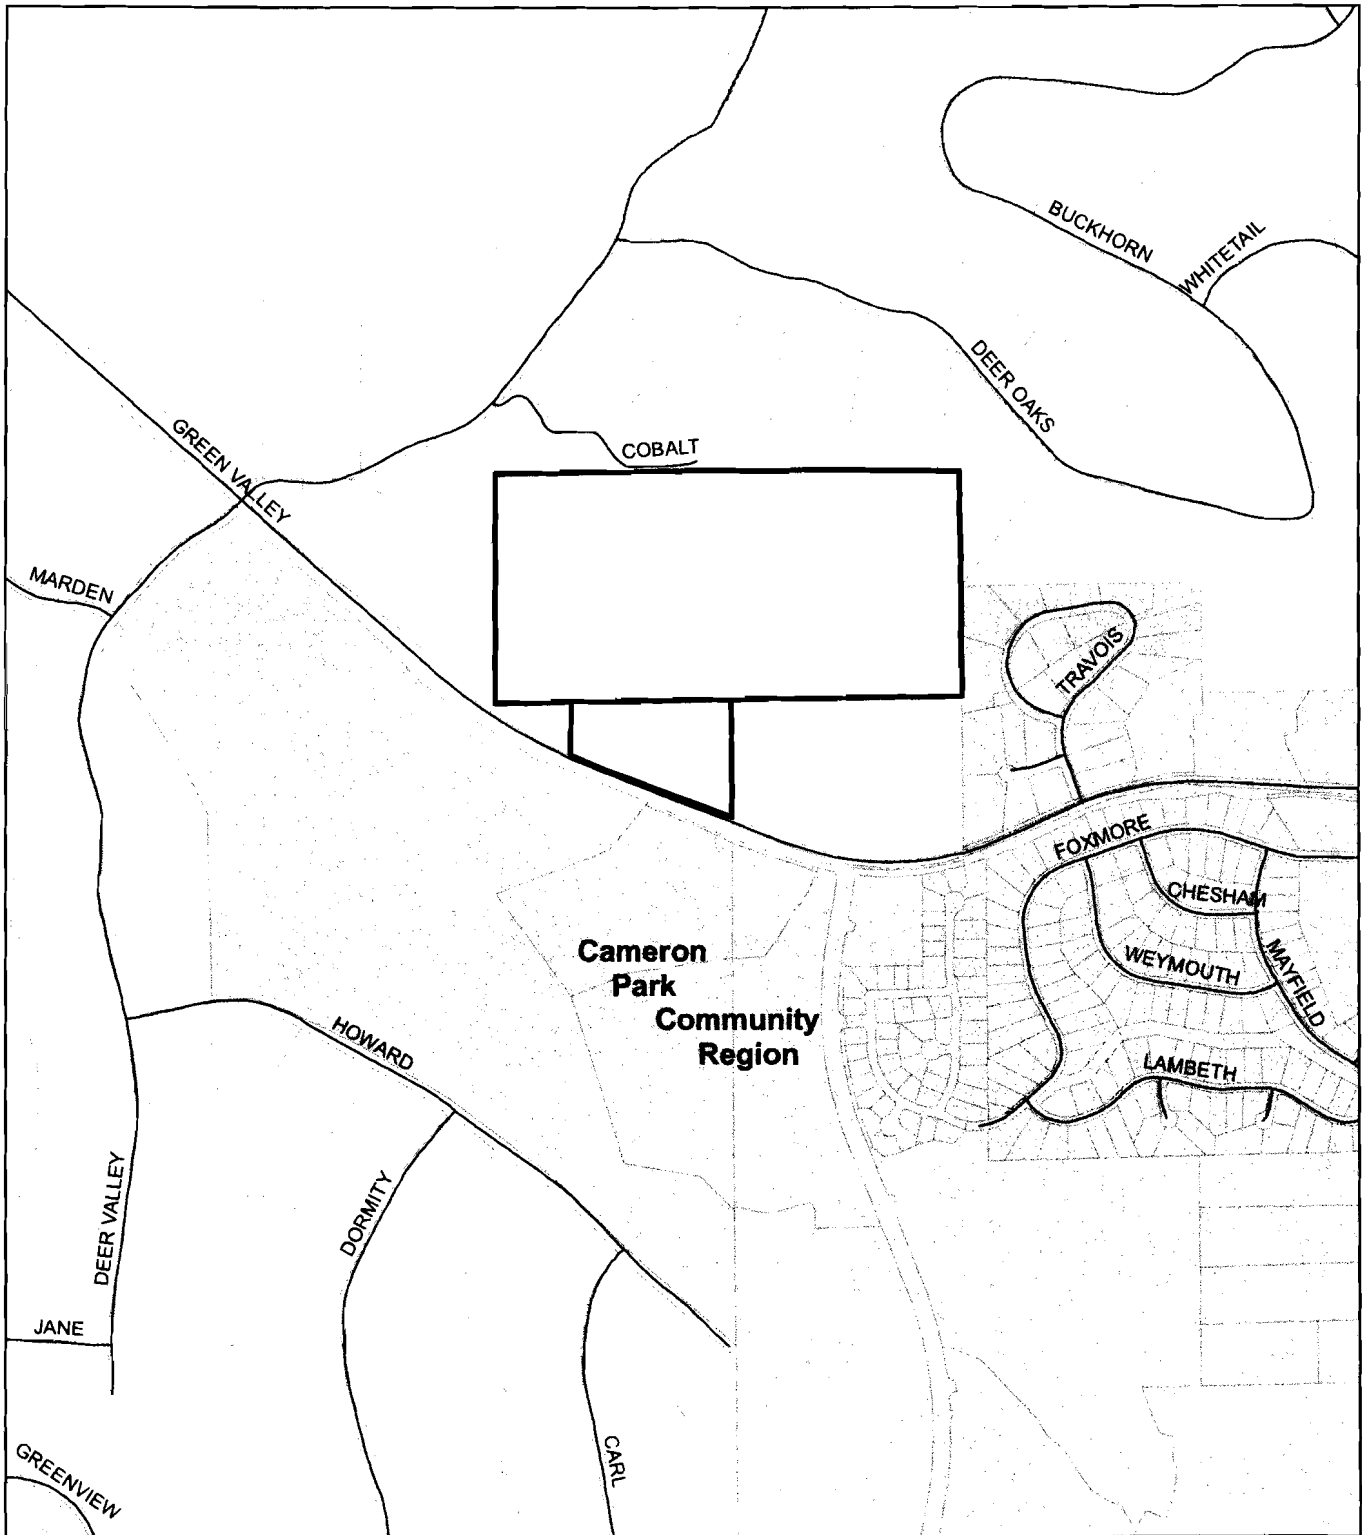 BUCKHORN
WHITETAIL
DEER OAKS
GREEN VALLEY
COBALT
MARDEN
TRAVOIS
FOXMORE
CHESHAM
WEYMOUTH
MAYFIELD
Cameron
Park
Community
Region
HOWARD
LAMBETH
DORMITY
DEER VALLEY
JANE
CARL
GREENVIEW